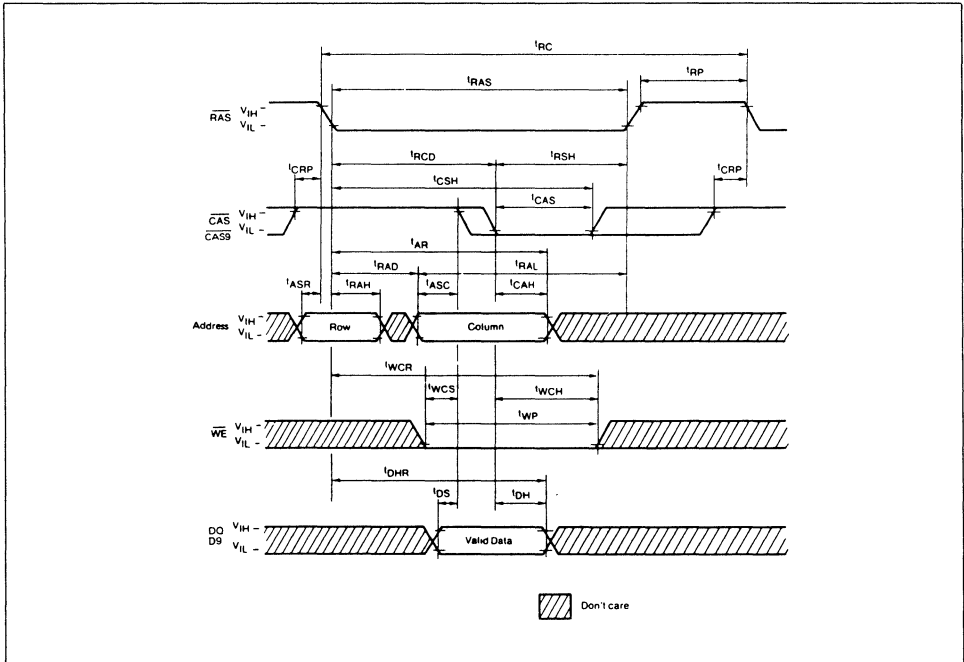 tRC
tRP
tRAS
RAS VIH
VIL
tRCD
tRSH
tCRP
tCSH
tCRP
tCAS
CAS VIH
CAS9 VIL
tAR
tRAD
tRAL
tASR
tRAH
tASC
tCAH
Address VIH
VIL
Row
Column
tWCR
tWCS
tWCH
tWP
WE VIH
VIL
tDHR
tDS
tDH
DQ VIH
D9 VIL
Valid Data
Don't care